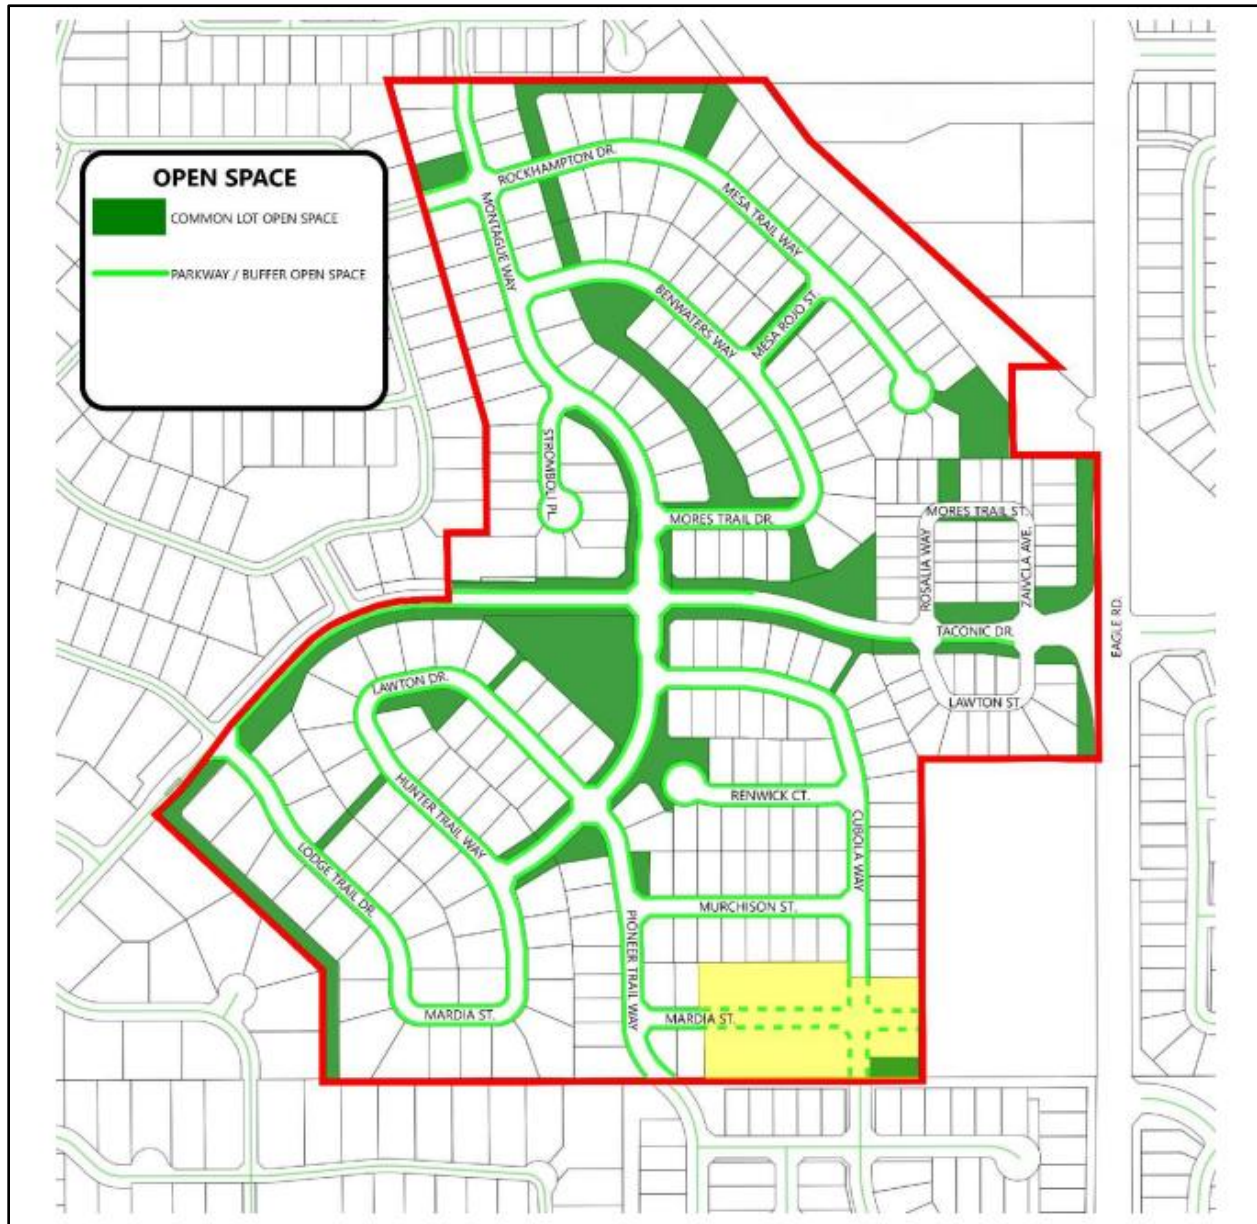 OPEN SPACE
COMMON LOT OPEN SPACE
PARKWAY / BUFFER OPEN SPACE
ROCKHAMPTON DR.
MESA TRAIL WAY
MONTAGUE WAY
BENWATERS WAY
MESA ROJO ST.
STROMBOLI PL.
MORES TRAIL DR.
MORES TRAIL ST.
ROSALIA WAY
ZAIVCLA AVE.
EAGLE RD.
TACONIC DR.
LAWTON DR.
LAWTON ST.
HUNTER TRAIL WAY
RENWICK CT.
CUBOLA WAY
LODGE TRAIL DR.
MURCHISON ST.
PIONEER TRAIL WAY
MARDIA ST.
MARDIA ST.